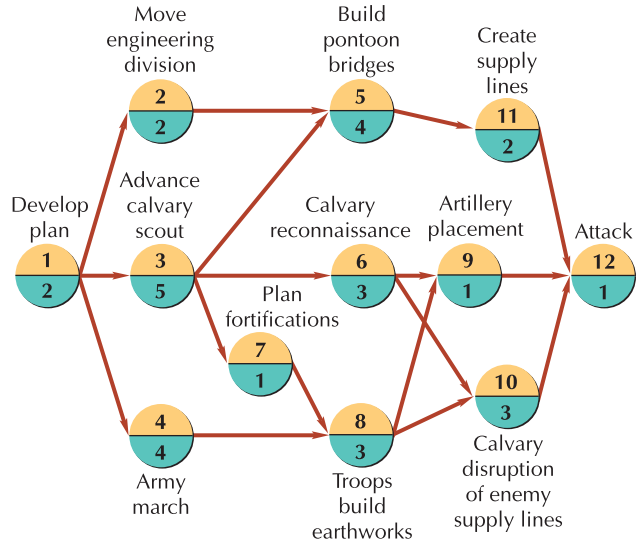 Move
engineering
division
2
2
Build
pontoon
bridges
5
4
Create
supply
lines
11
2
Develop
plan
1
2
Advance
calvary
scout
3
5
Calvary
reconnaissance
6
3
Artillery
placement
9
1
Attack
12
1
Plan
fortifications
7
1
4
4
Army
march
8
3
Troops
build
earthworks
10
3
Calvary
disruption
of enemy
supply lines